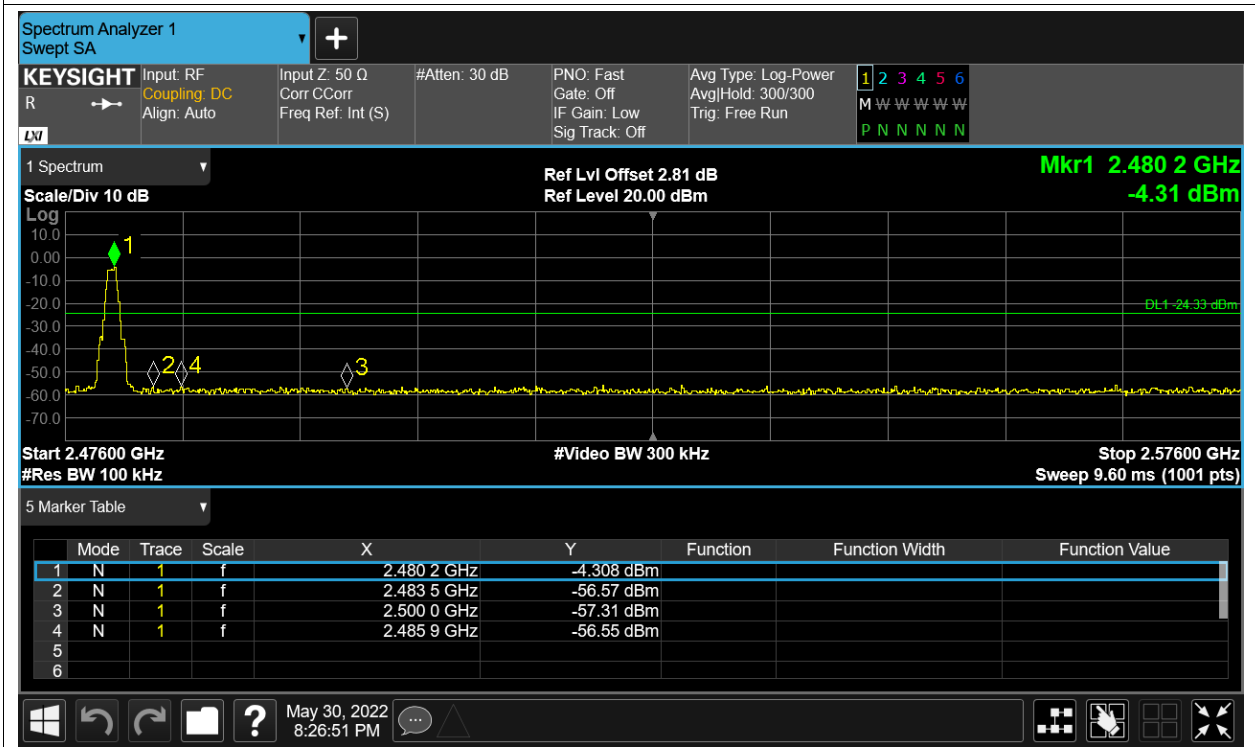 Spectrum Analyzer 1
Swept SA
KEYSIGHT
R
LXI
Input: RF
Coupling: DC
Align: Auto
Input Z: 50 Ω
Corr CCorr
Freq Ref: Int (S)
#Atten: 30 dB
PNO: Fast
Gate: Off
IF Gain: Low
Sig Track: Off
Avg Type: Log-Power
Avg|Hold: 300/300
Trig: Free Run
1 2 3 4 5 6
M W W W W W
P N N N N N
1 Spectrum
Scale/Div 10 dB
Ref Lvl Offset 2.81 dB
Ref Level 20.00 dBm
Mkr1 2.480 2 GHz
-4.31 dBm
Log
10.0
0.00
-10.0
-20.0
-30.0
-40.0
-50.0
-60.0
-70.0
1
2 4 3
DL1 -24.33 dBm
Start 2.47600 GHz #Video BW 300 kHz Stop 2.57600 GHz
#Res BW 100 kHz Sweep 9.60 ms (1001 pts)
5 Marker Table
Mode Trace Scale X Y Function Function Width Function Value
1 N 1 f 2.480 2 GHz -4.308 dBm
2 N 1 f 2.483 5 GHz -56.57 dBm
3 N 1 f 2.500 0 GHz -57.31 dBm
4 N 1 f 2.485 9 GHz -56.55 dBm
5
6
?
May 30, 2022
8:26:51 PM